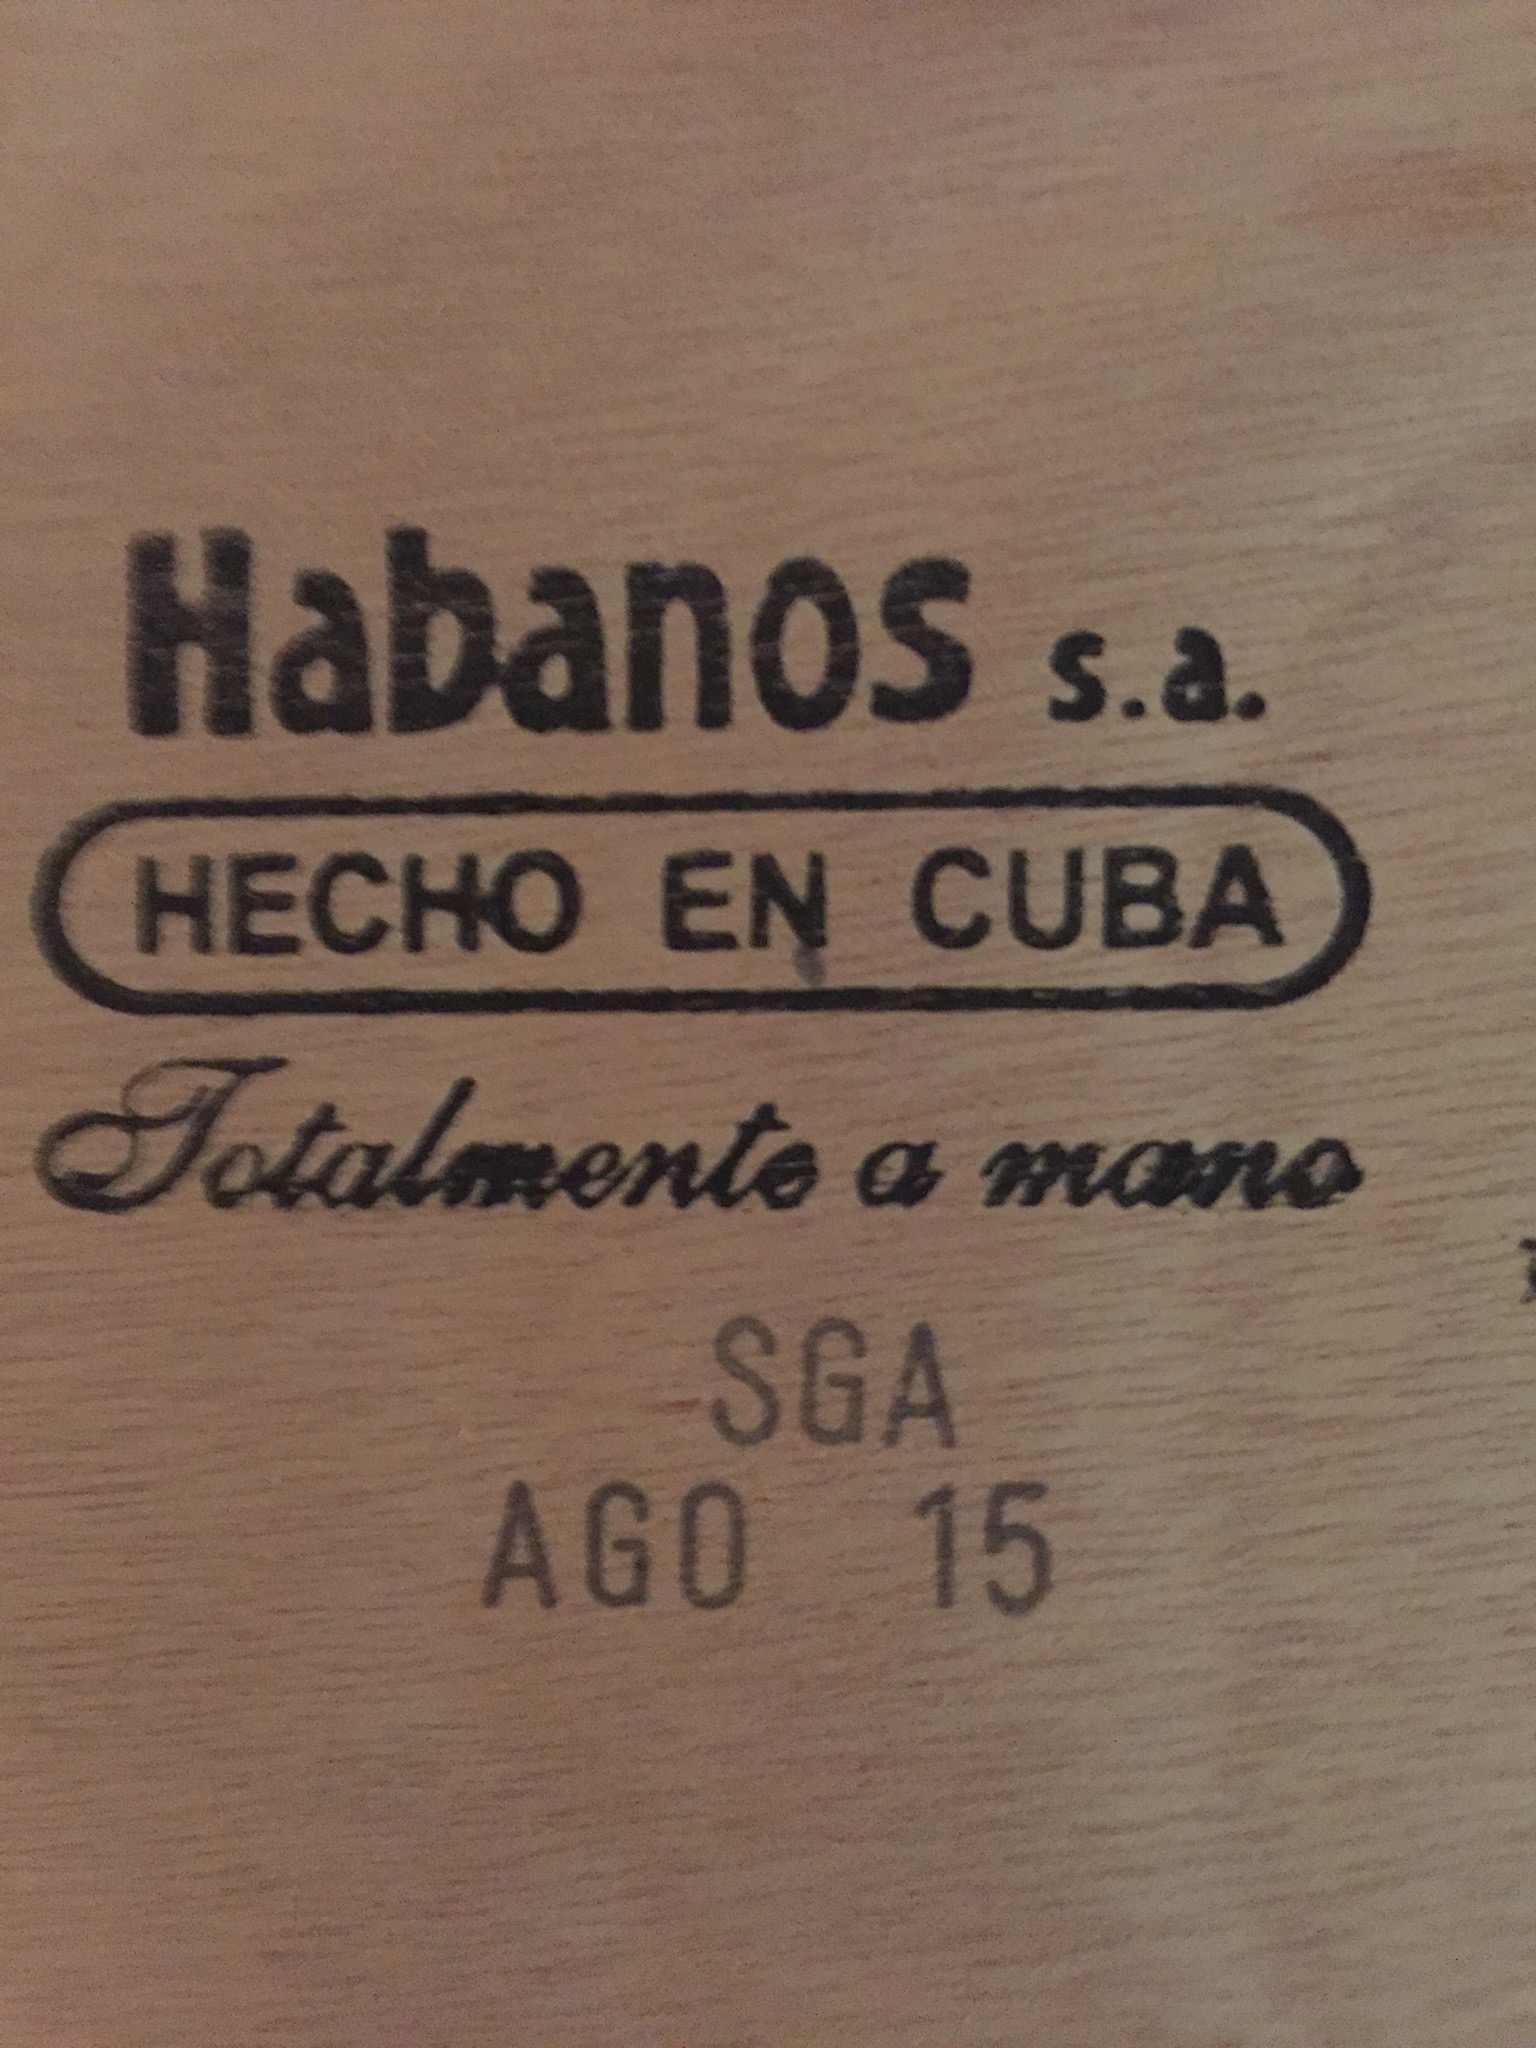 Habanos s.a.
HECHO EN CUBA
Totalmente a mano
SGA
AGO 15